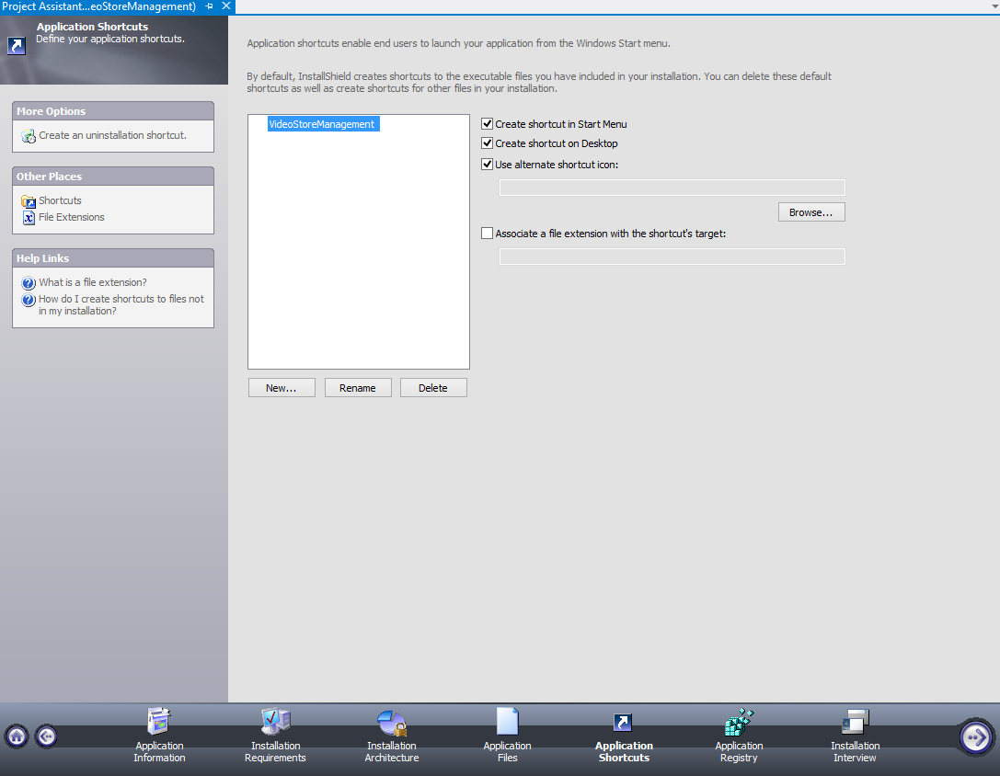 Project Assistant...eoStoreManagement)
Application Shortcuts
Define your application shortcuts.
More Options
Create an uninstallation shortcut.
Other Places
Shortcuts
File Extensions
Help Links
What is a file extension?
How do I create shortcuts to files not
in my installation?
Application shortcuts enable end users to launch your application from the Windows Start menu.
By default, InstallShield creates shortcuts to the executable files you have included in your installation. You can delete these default
shortcuts as well as create shortcuts for other files in your installation.
VideoStoreManagement
Create shortcut in Start Menu
Create shortcut on Desktop
Use alternate shortcut icon:
Browse...
Associate a file extension with the shortcut's target:
New...
Rename
Delete
Application
Information
Installation
Requirements
Installation
Architecture
Application
Files
Application
Shortcuts
Application
Registry
Installation
Interview